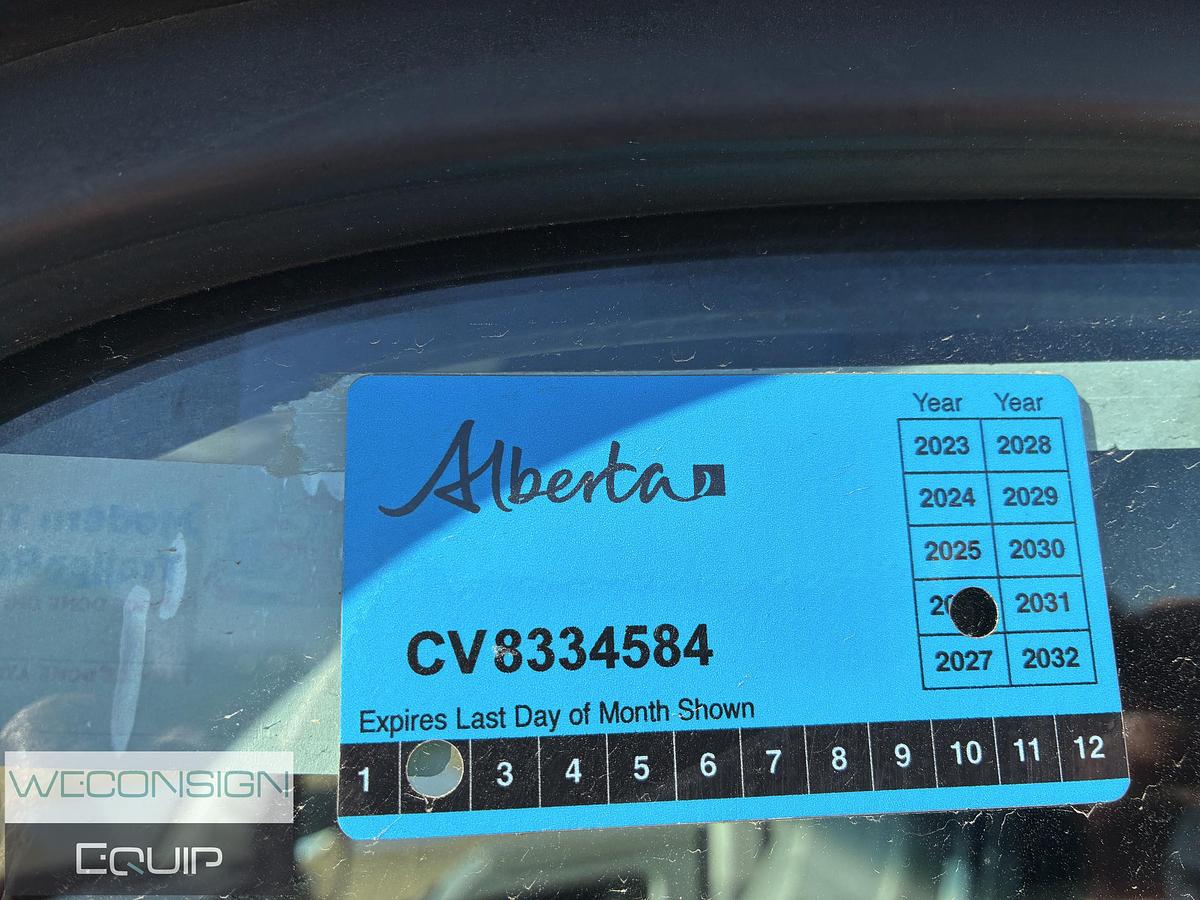 Alberta
Year Year
2023 2028
2024 2029
2025 2030
20 2031
2027 2032
CV8334584
Expires Last Day of Month Shown
1 3 4 5 6 7 8 9 10 11 12
WECONSIGN
EQUIP